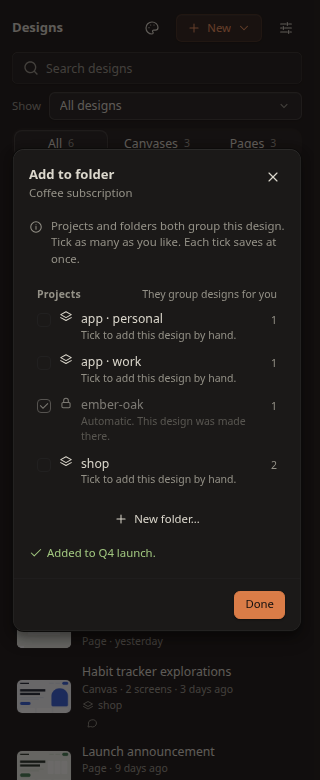 Designs
New
Search designs
Show
All designs
All 6
Canvases 3
Pages 3
Add to folder
Coffee subscription
Projects and folders both group this design.
Tick as many as you like. Each tick saves at
once.
Projects
They group designs for you
app · personal
1
Tick to add this design by hand.
app · work
1
Tick to add this design by hand.
ember-oak
1
Automatic. This design was made
there.
shop
2
Tick to add this design by hand.
New folder...
Added to Q4 launch.
Done
Page · yesterday
Habit tracker explorations
Canvas · 2 screens · 3 days ago
shop
Launch announcement
Page · 9 days ago